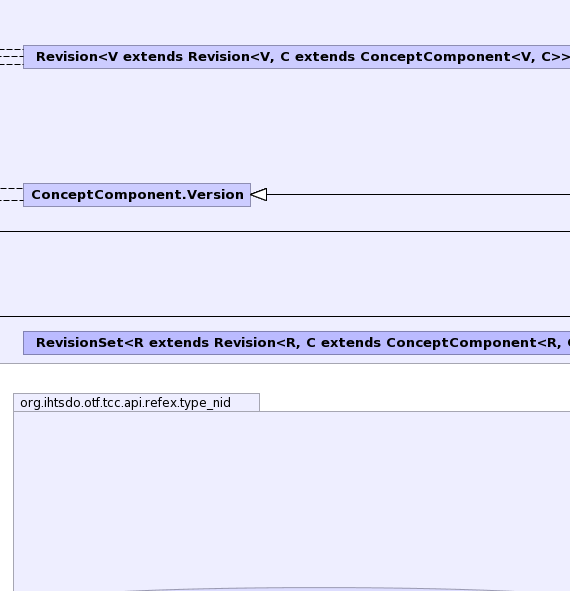 Revision<V extends Revision<V, C extends ConceptComponent<V, C>>
ConceptComponent.Version
RevisionSet<R extends Revision<R, C extends ConceptComponent<R,
org.ihtsdo.otf.tcc.api.refex.type_nid